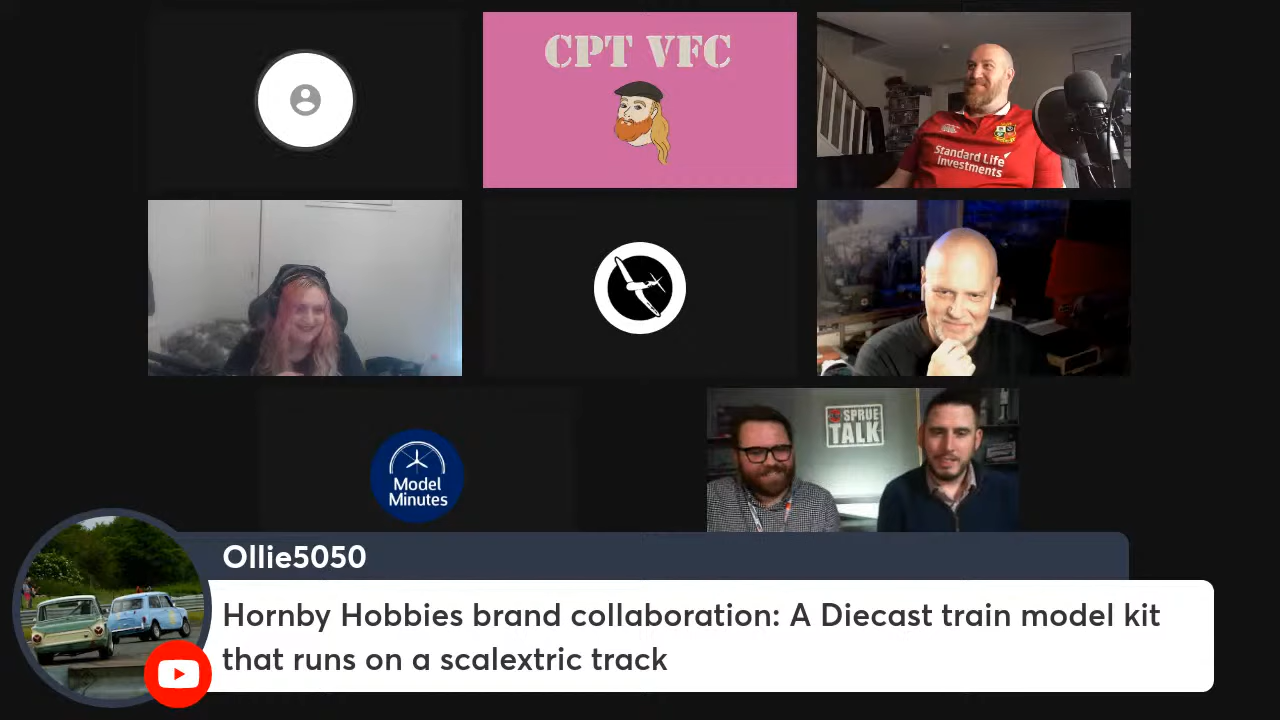 CPT VFC
Standard Life
Investments
SPRUE
TALK
Model
Minutes
Ollie5050
Hornby Hobbies brand collaboration: A Diecast train model kit
that runs on a scalextric track